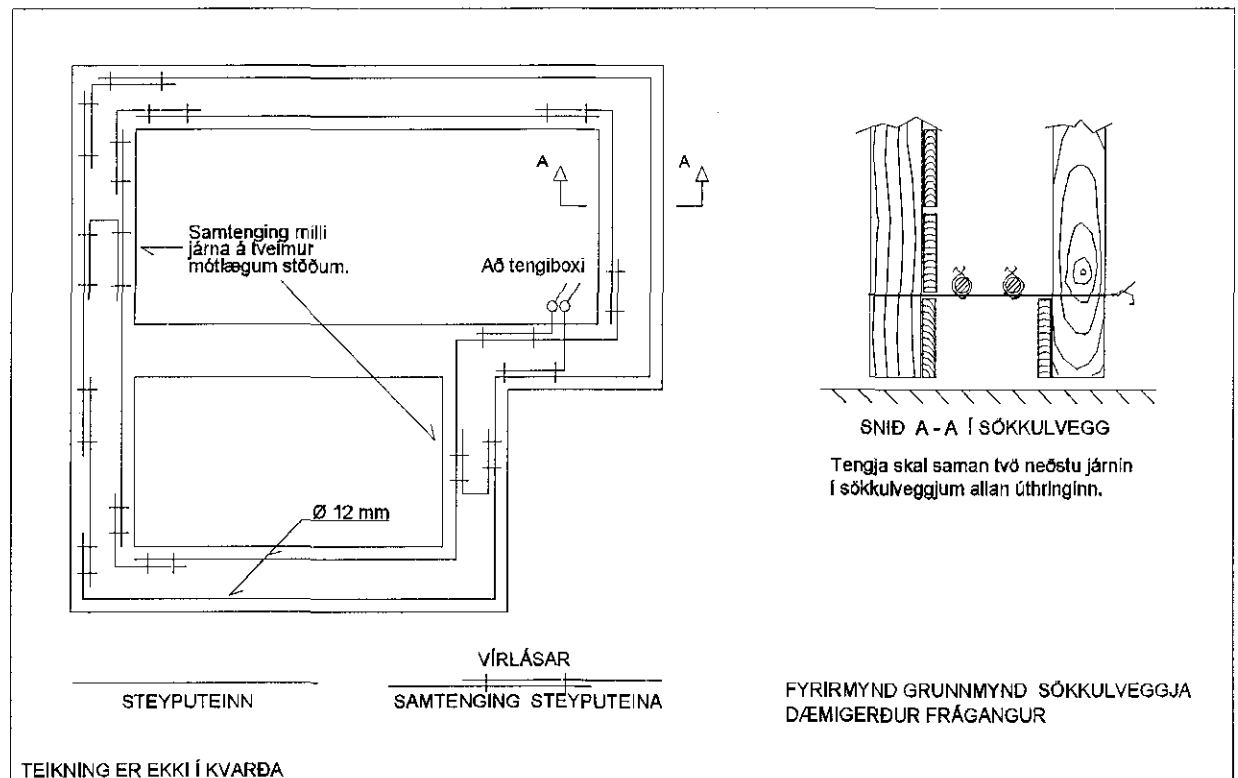 A
A
Samtenging milli
járna á tveimur
mótlægum stöðum.
Að tengiboxi
Ø 12 mm
SNIÐ A - A Í SÖKKULVEGG
Tengja skal saman tvö neðstu járnin
í sökkulveggjum allan úthringinn.
VÍRLÁSAR
STEYPUTEINN
SAMTENGING STEYPUTEINA
FYRIRMYND GRUNNMYND SÖKKULVEGGJA
DÆMIGERÐUR FRÁGANGUR
TEIKNING ER EKKI Í KVARÐA